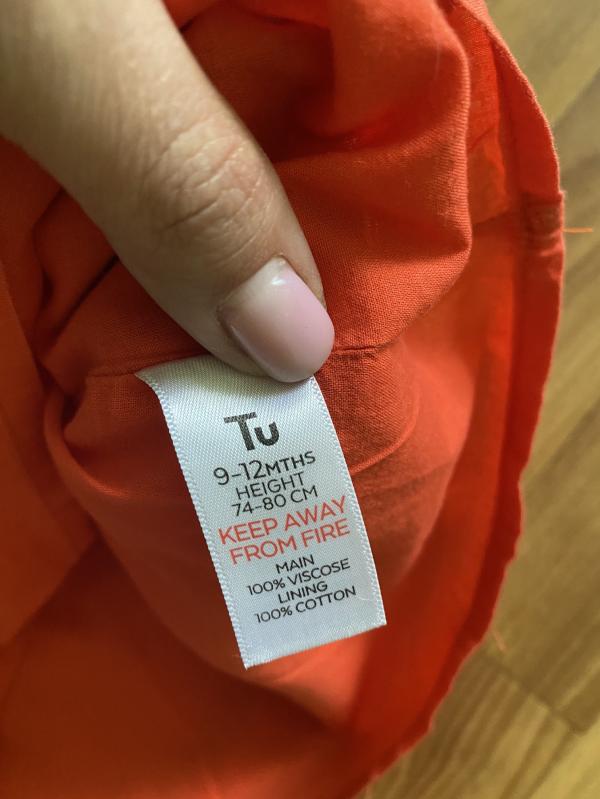 Tu
9-12MTHS
HEIGHT
74-80 CM
KEEP AWAY
FROM FIRE
MAIN
100% VISCOSE
LINING
100% COTTON